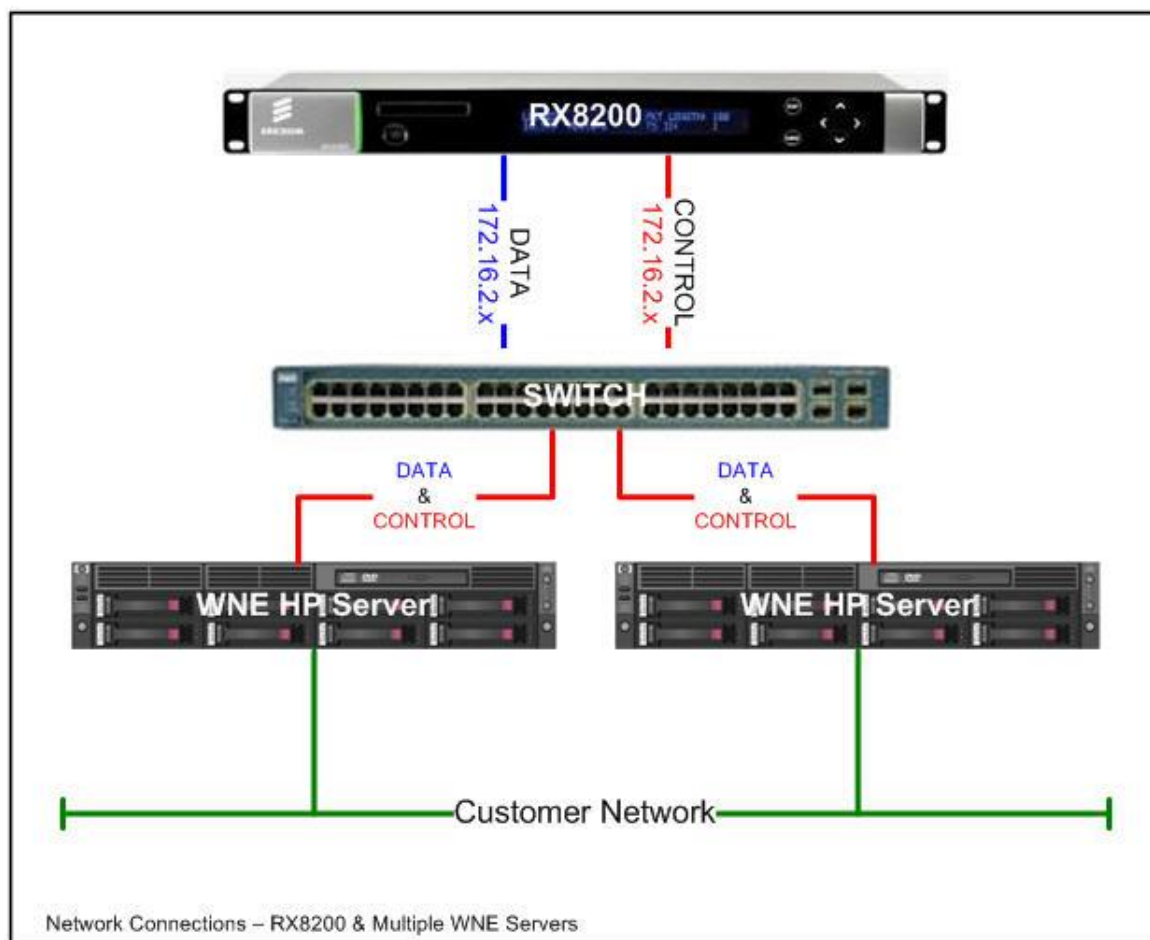 RX8200
ERICSSON
DATA
172.16.2.x
CONTROL
172.16.2.x
SWITCH
DATA
&
CONTROL
DATA
&
CONTROL
WNE HP Server
WNE HP Server
Customer Network
Network Connections – RX8200 & Multiple WNE Servers